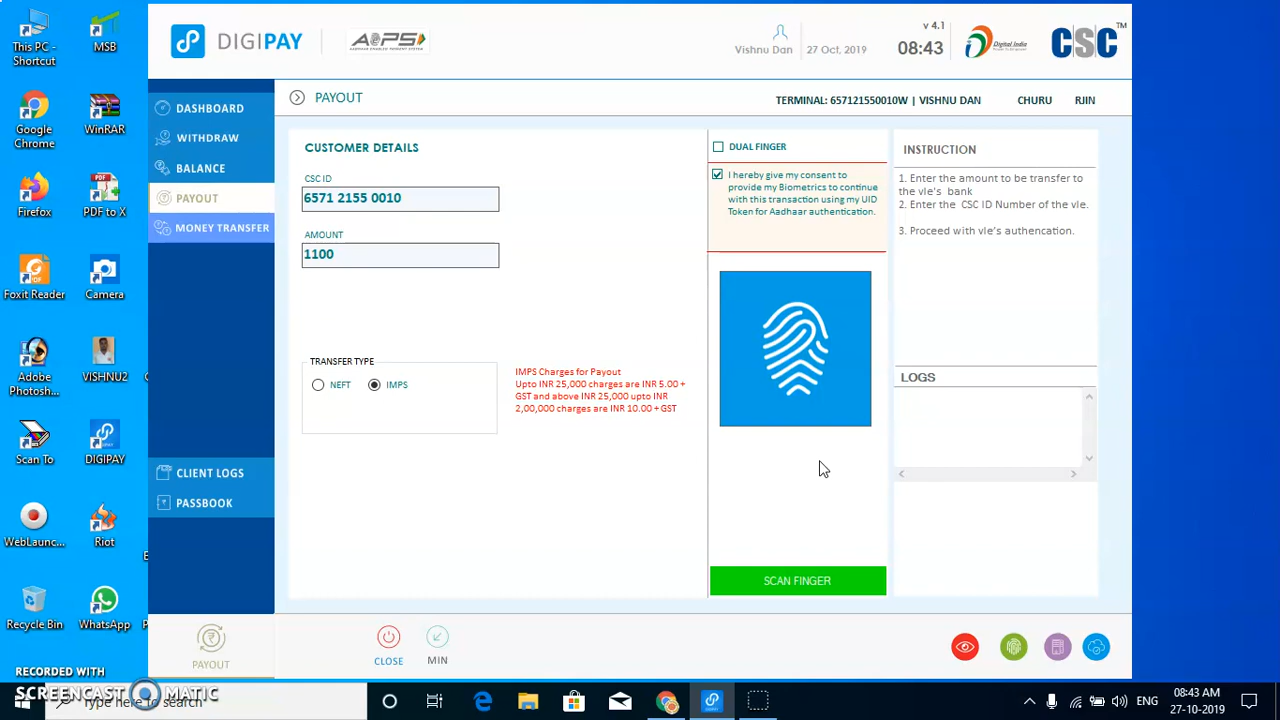 This PC - Shortcut
MSB
Google Chrome
WinRAR
Firefox
PDF to X
Foxit Reader
Camera
Adobe Photosh...
VISHNU2
Scan To
DIGIPAY
WebLaunc...
Riot
Recycle Bin
WhatsApp
DIGIPAY
AePS
AADHAAR ENABLED PAYMENT SYSTEM
Vishnu Dan
27 Oct, 2019
v 4.1
08:43
Digital India
CSC TM
DASHBOARD
WITHDRAW
BALANCE
PAYOUT
MONEY TRANSFER
CLIENT LOGS
PASSBOOK
PAYOUT
PAYOUT
TERMINAL: 657121550010W | VISHNU DAN CHURU RJIN
CUSTOMER DETAILS
CSC ID
6571 2155 0010
AMOUNT
1100
TRANSFER TYPE
NEFT IMPS
IMPS Charges for Payout
Upto INR 25,000 charges are INR 5.00 +
GST and above INR 25,000 upto INR
2,00,000 charges are INR 10.00 + GST
DUAL FINGER
I hereby give my consent to
provide my Biometrics to continue
with this transaction using my UID
Token for Aadhaar authentication.
SCAN FINGER
INSTRUCTION
1. Enter the amount to be transfer to
the vle's bank
2. Enter the CSC ID Number of the vle.
3. Proceed with vle's authencation.
LOGS
CLOSE
MIN
RECORDED WITH
SCREENCAST MATIC
Type here to search
ENG
08:43 AM
27-10-2019